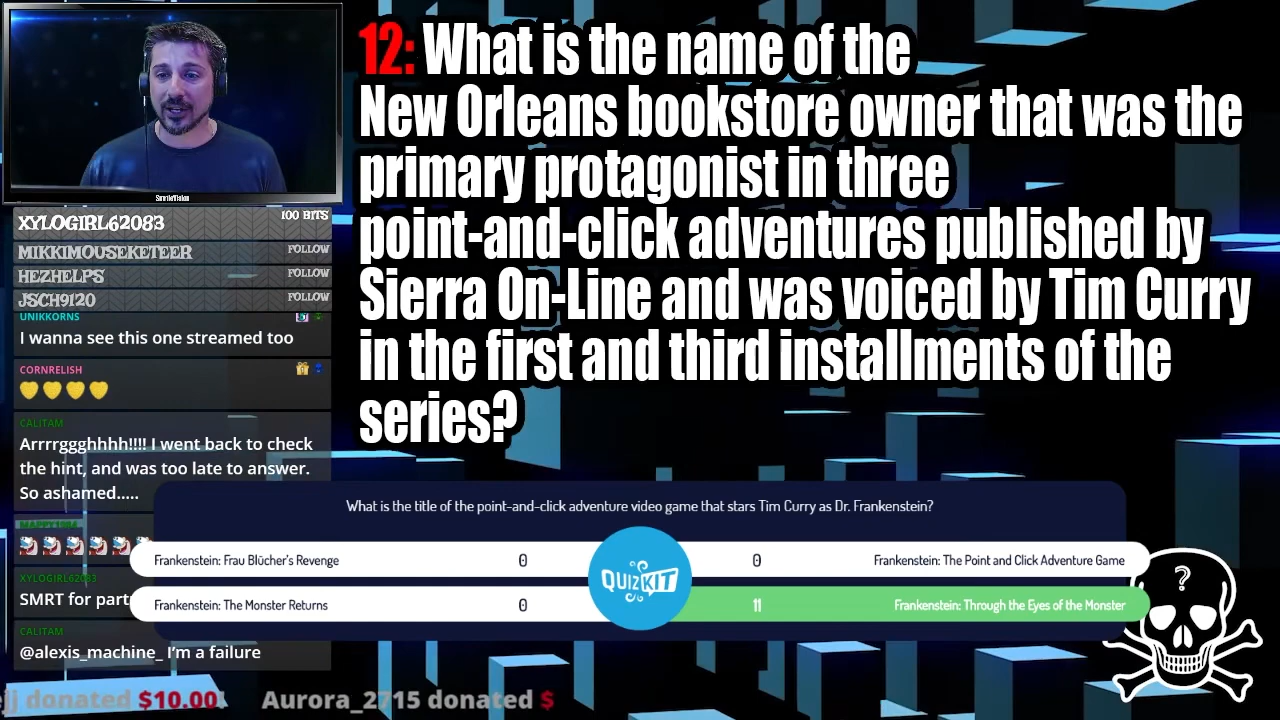 12: What is the name of the
New Orleans bookstore owner that was the
primary protagonist in three
point-and-click adventures published by
Sierra On-Line and was voiced by Tim Curry
in the first and third installments of the
series?
XYLOGIRL62083 100 BITS
MIKKIMOUSEKETEER FOLLOW
HEZHELPS FOLLOW
JSCH9120 FOLLOW
UNIKKORNS
I wanna see this one streamed too
CORNRELISH
CALITAM
Arrrrggghhhh!!!! I went back to check
the hint, and was too late to answer.
So ashamed.....
XYLOGIRL62083
SMRT for part
CALITAM
@alexis_machine_ I'm a failure
What is the title of the point-and-click adventure video game that stars Tim Curry as Dr. Frankenstein?
Frankenstein: Frau Blücher's Revenge 0
0 Frankenstein: The Point and Click Adventure Game
Frankenstein: The Monster Returns 0
11 Frankenstein: Through the Eyes of the Monster
QUIZKIT
?
jj donated $10.00 Aurora_2715 donated $